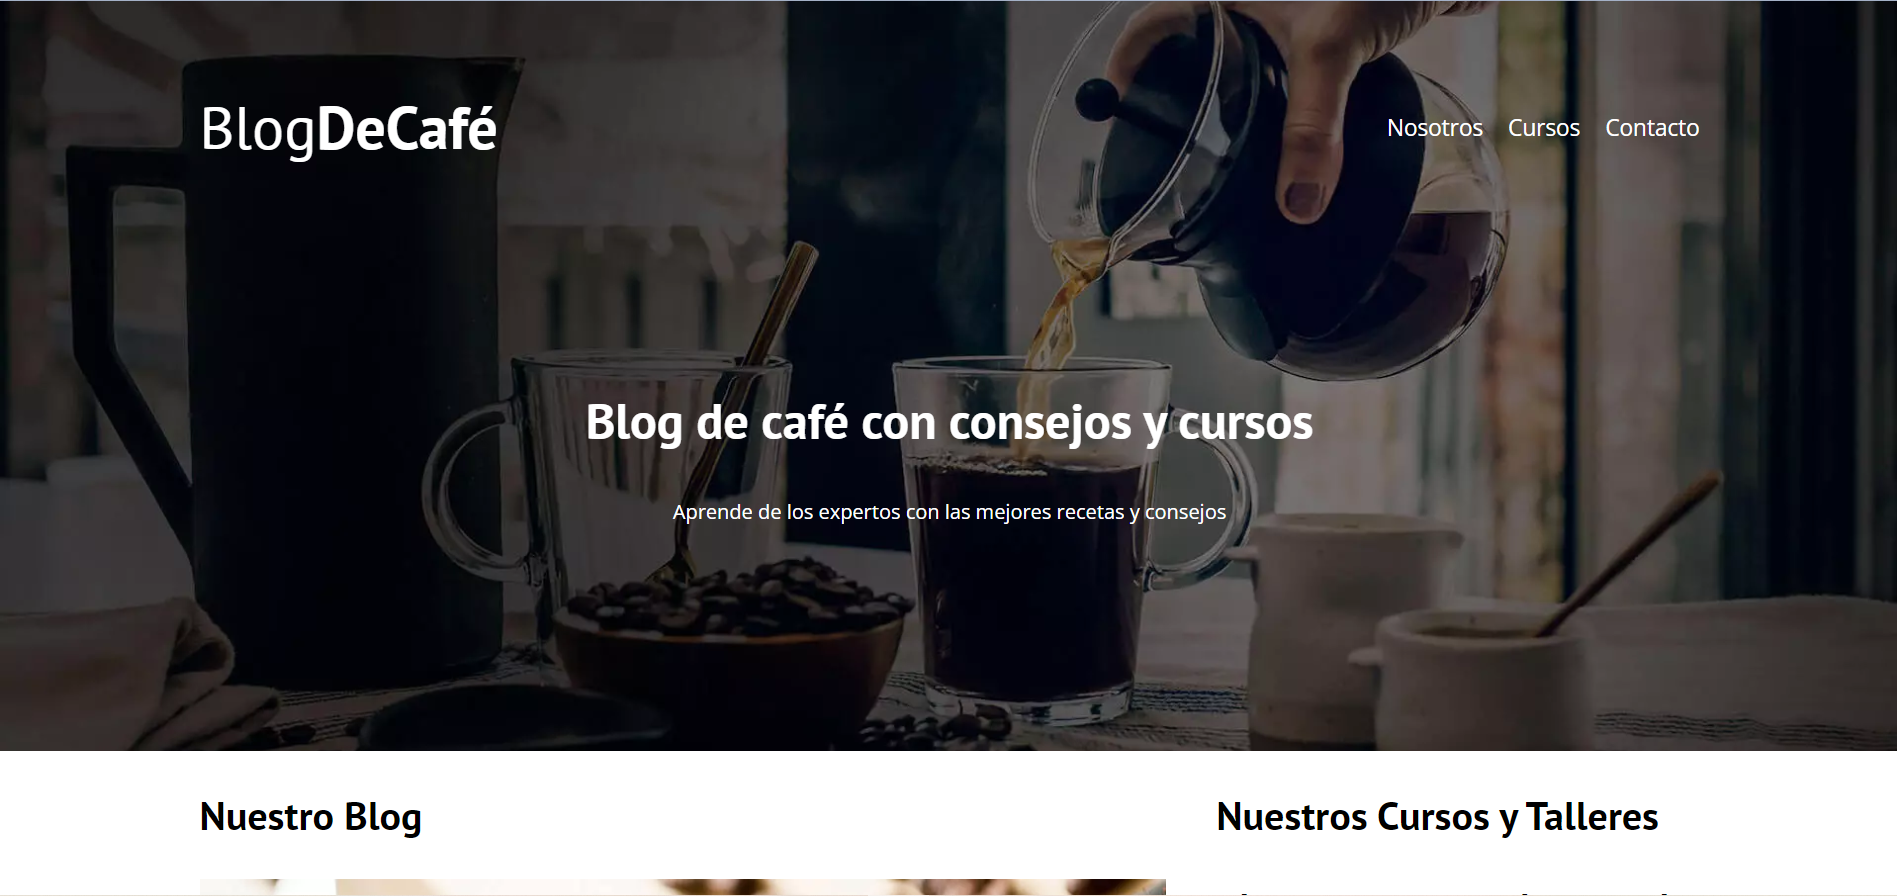 BlogDeCafé
Nosotros Cursos Contacto
Blog de café con consejos y cursos
Aprende de los expertos con las mejores recetas y consejos
Nuestro Blog
Nuestros Cursos y Talleres